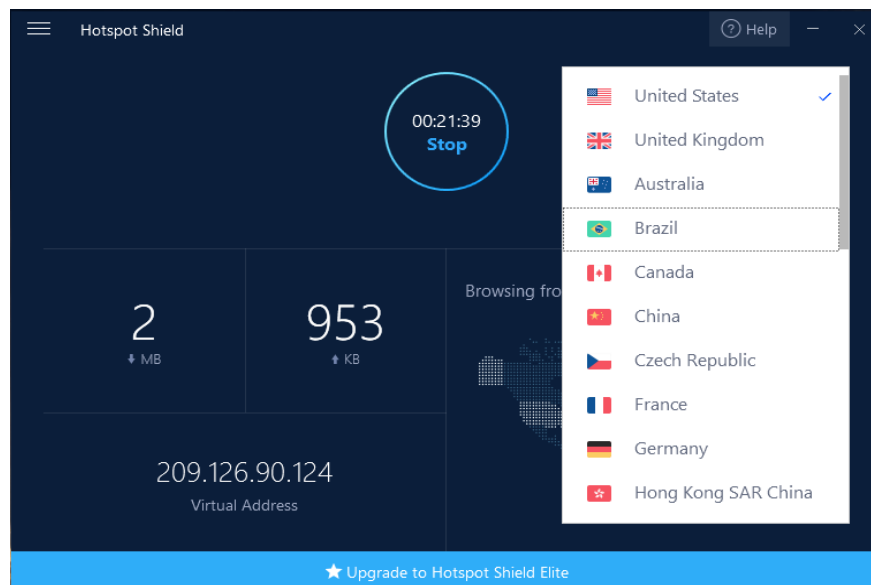 Hotspot Shield
? Help
00:21:39
Stop
2
MB
953
KB
209.126.90.124
Virtual Address
Browsing fro
United States
United Kingdom
Australia
Brazil
Canada
China
Czech Republic
France
Germany
Hong Kong SAR China
Upgrade to Hotspot Shield Elite